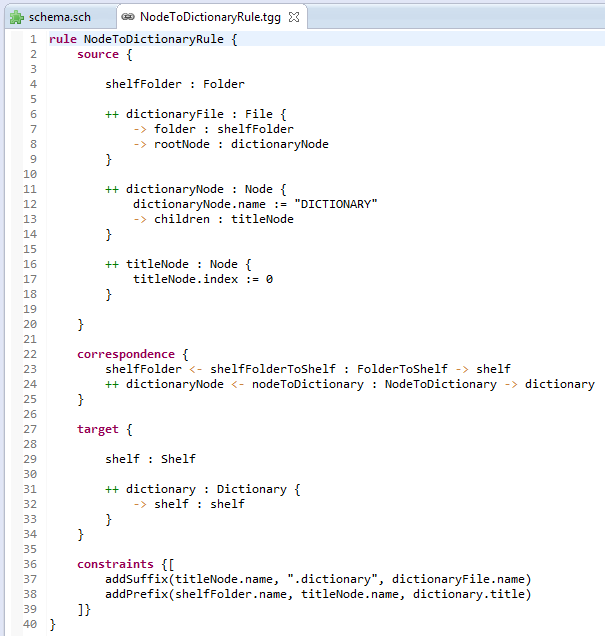 schema.sch NodeToDictionaryRule.tgg
1 rule NodeToDictionaryRule {
2 source {
3
4 shelfFolder : Folder
5
6 ++ dictionaryFile : File {
7 -> folder : shelfFolder
8 -> rootNode : dictionaryNode
9 }
10
11 ++ dictionaryNode : Node {
12 dictionaryNode.name := "DICTIONARY"
13 -> children : titleNode
14 }
15
16 ++ titleNode : Node {
17 titleNode.index := 0
18 }
19
20 }
21
22 correspondence {
23 shelfFolder <- shelfFolderToShelf : FolderToShelf -> shelf
24 ++ dictionaryNode <- nodeToDictionary : NodeToDictionary -> dictionary
25 }
26
27 target {
28
29 shelf : Shelf
30
31 ++ dictionary : Dictionary {
32 -> shelf : shelf
33 }
34 }
35
36 constraints {[
37 addSuffix(titleNode.name, ".dictionary", dictionaryFile.name)
38 addPrefix(shelfFolder.name, titleNode.name, dictionary.title)
39 ]}
40 }